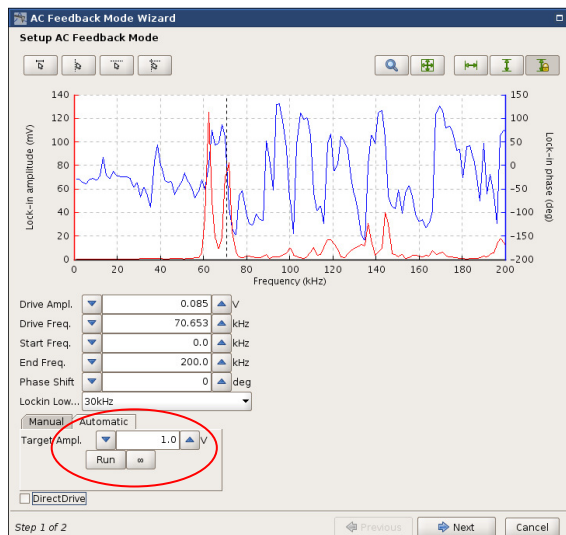 AC Feedback Mode Wizard
Setup AC Feedback Mode
140
120
100
80
60
40
20
0
Lock-in amplitude (mV)
150
100
50
0
-50
-100
-150
-200
Lock-in phase (deg)
0 20 40 60 80 100 120 140 160 180 200
Frequency (kHz)
Drive Ampl. 0.085 V
Drive Freq. 70.653 kHz
Start Freq. 0.0 kHz
End Freq. 200.0 kHz
Phase Shift 0 deg
Lockin Low... 30kHz
Manual Automatic
Target Ampl. 1.0 V
Run ∞
DirectDrive
Step 1 of 2 Previous Next Cancel